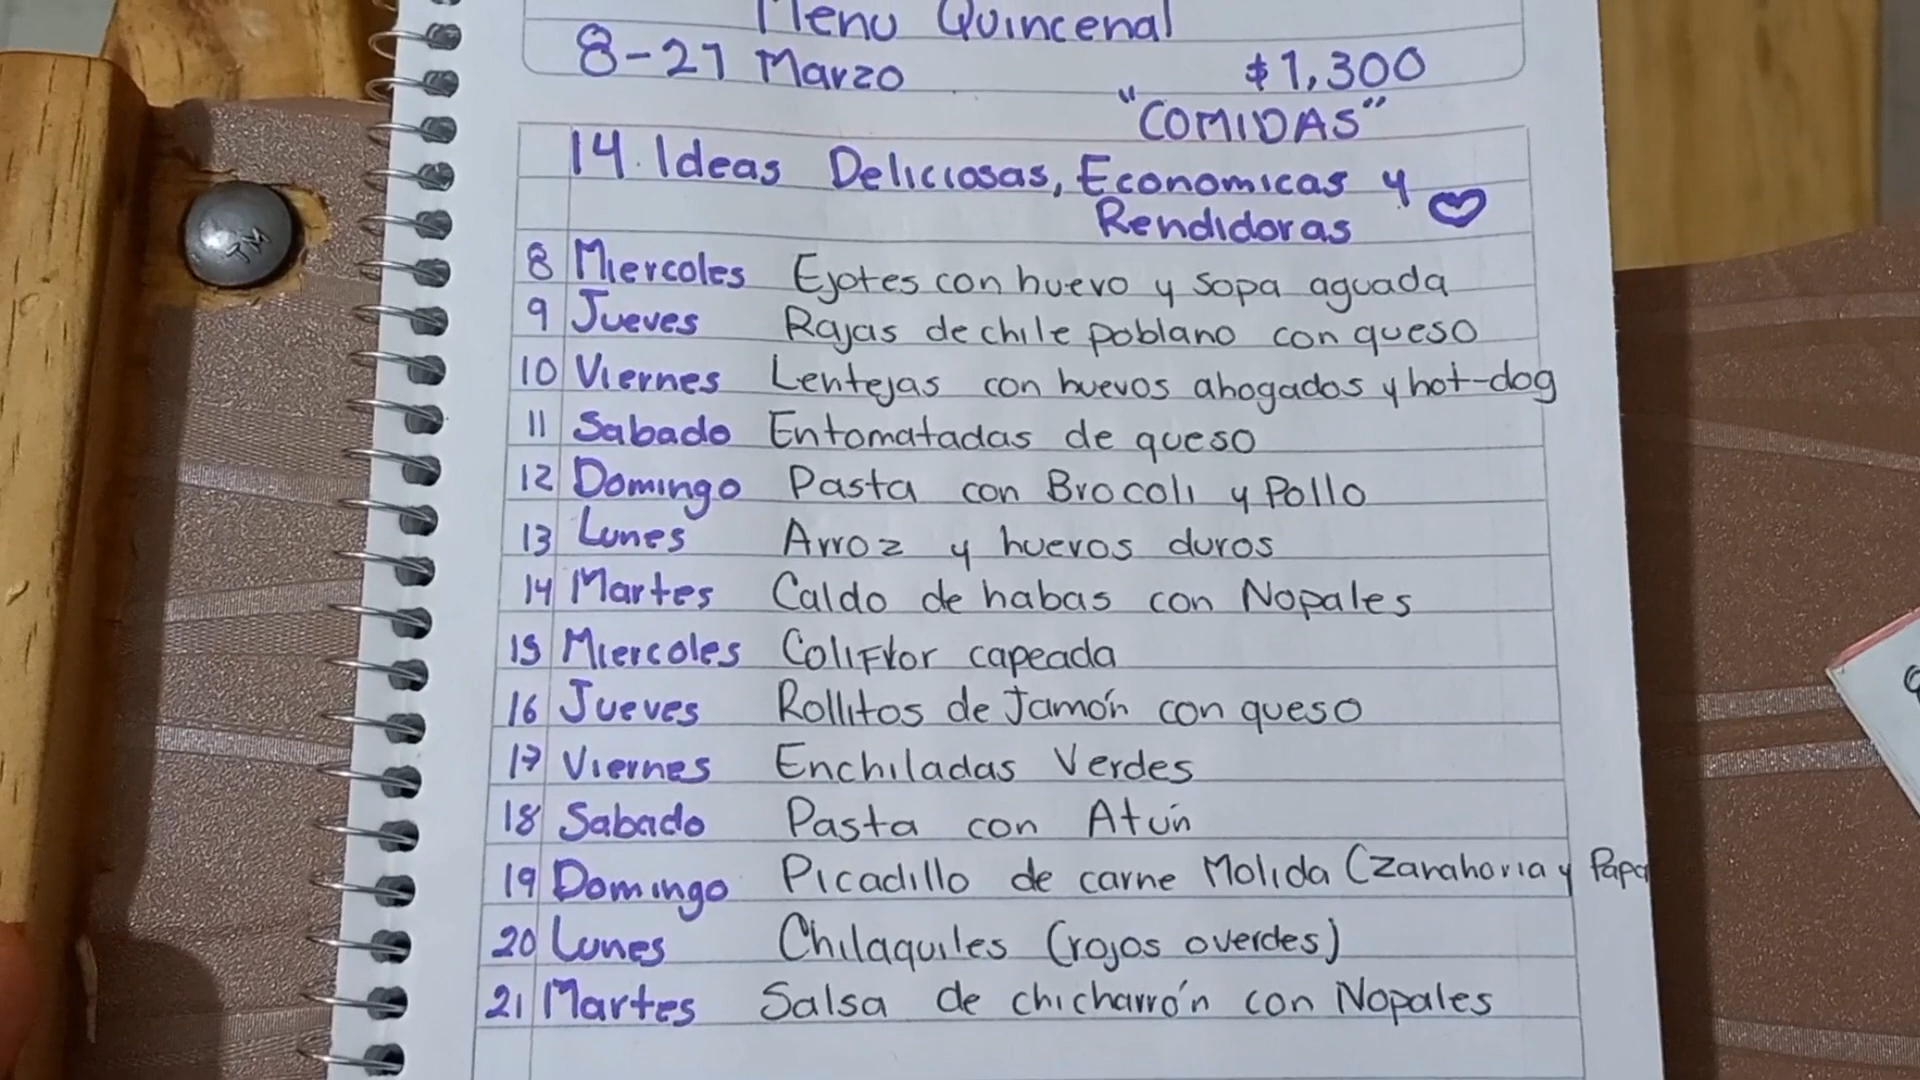 Menu Quincenal
8-21 Marzo $1,300
"COMIDAS"
14. Ideas Deliciosas, Economicas y
Rendidoras
8 Miercoles Ejotes con huevo y sopa aguada
9 Jueves Rajas de chile poblano con queso
10 Viernes Lentejas con huevos ahogados y hot-dog
11 Sabado Entomatadas de queso
12 Domingo Pasta con Brocoli y Pollo
13 Lunes Arroz y huevos duros
14 Martes Caldo de habas con Nopales
15 Miercoles Coliflor capeada
16 Jueves Rollitos de Jamón con queso
17 Viernes Enchiladas Verdes
18 Sabado Pasta con Atún
19 Domingo Picadillo de carne Molida (Zanahoria y Papa
20 Lunes Chilaquiles (rojos o verdes)
21 Martes Salsa de chicharrón con Nopales
JM